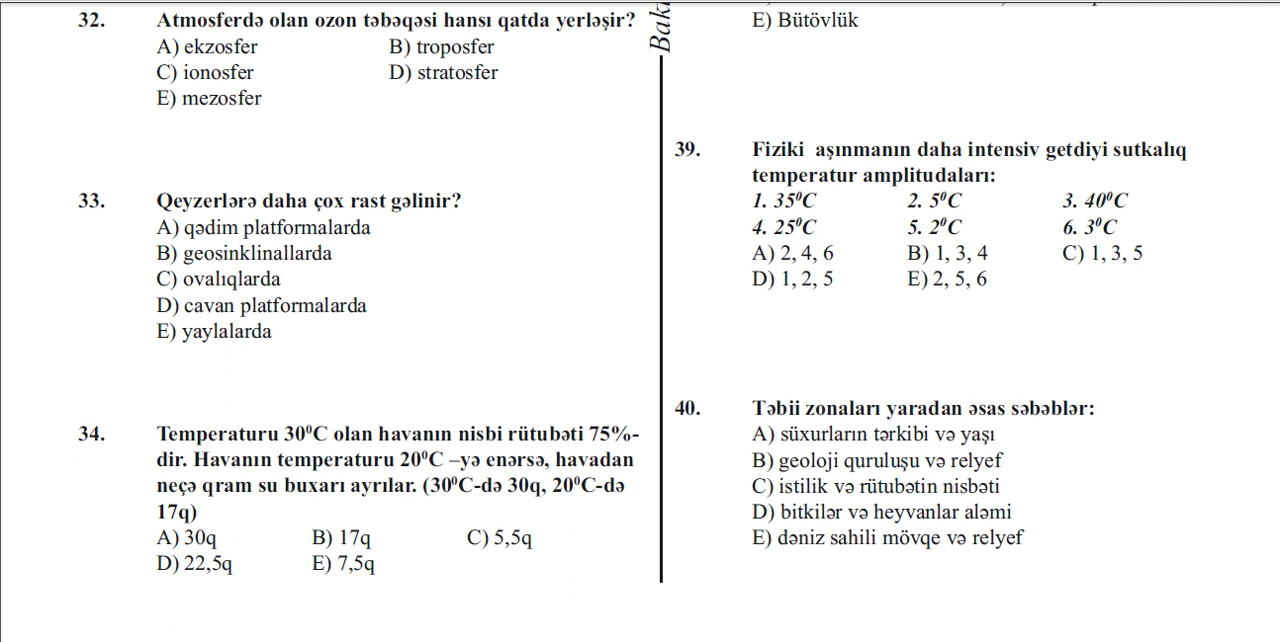 32. Atmosferdə olan ozon təbəqəsi hansı qatda yerləşir?
A) ekzosfer B) troposfer
C) ionosfer D) stratosfer
E) mezosfer
33. Qeyzerlərə daha çox rast gəlinir?
A) qədim platformalarda
B) geosinklinallarda
C) ovalıqlarda
D) cavan platformalarda
E) yaylalarda
34. Temperaturu 30⁰C olan havanın nisbi rütubəti 75%-
dir. Havanın temperaturu 20⁰C –yə enərsə, havadan
neçə qram su buxarı ayrılar. (30⁰C-də 30q, 20⁰C-də
17q)
A) 30q B) 17q C) 5,5q
D) 22,5q E) 7,5q
Bakı
E) Bütövlük
39. Fiziki aşınmanın daha intensiv getdiyi sutkalıq
temperatur amplitudaları:
1. 35⁰C 2. 5⁰C 3. 40⁰C
4. 25⁰C 5. 2⁰C 6. 3⁰C
A) 2, 4, 6 B) 1, 3, 4 C) 1, 3, 5
D) 1, 2, 5 E) 2, 5, 6
40. Təbii zonaları yaradan əsas səbəblər:
A) süxurların tərkibi və yaşı
B) geoloji quruluşu və relyef
C) istilik və rütubətin nisbəti
D) bitkilər və heyvanlar aləmi
E) dəniz sahili mövqe və relyef